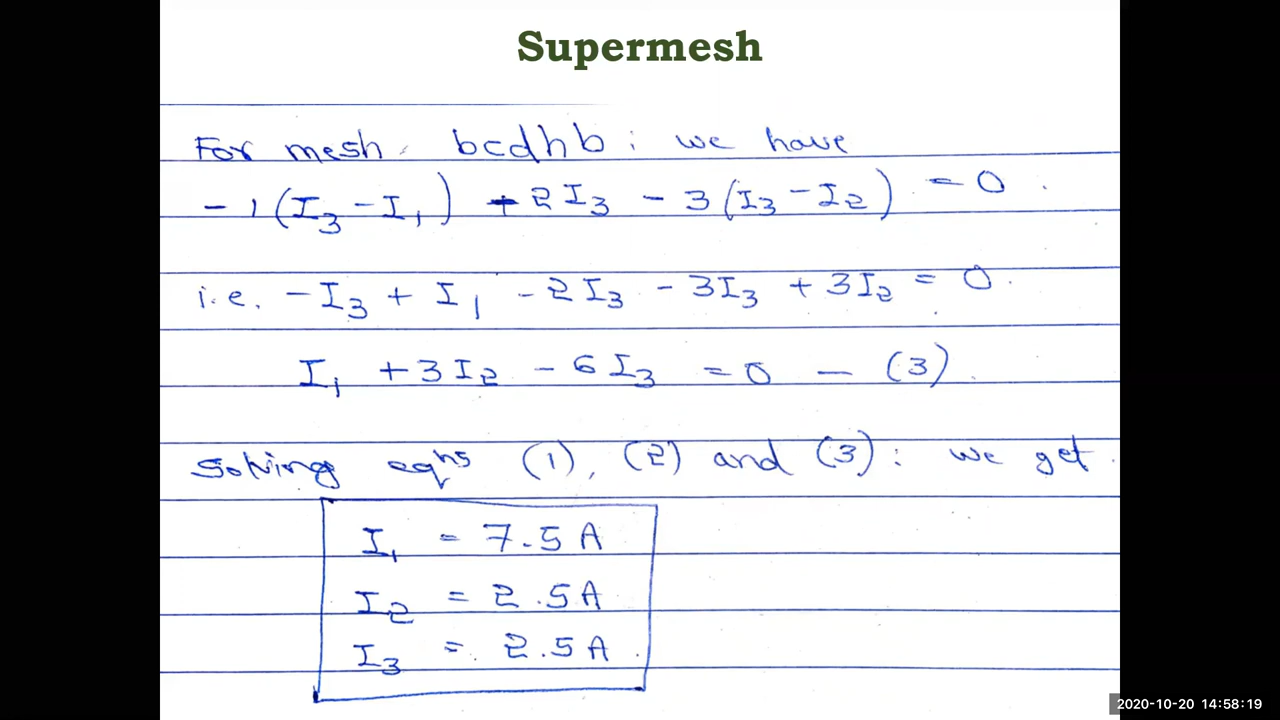 Supermesh
For mesh bcdhb : we have
-1(I₃ - I₁) + 2I₃ - 3(I₃ - I₂) = 0.
i.e. -I₃ + I₁ - 2I₃ - 3I₃ + 3I₂ = 0.
I₁ + 3I₂ - 6I₃ = 0 — (3).
Solving eqⁿˢ (1), (2) and (3) : we get.
I₁ = 7.5A
I₂ = 2.5A
I₃ = 2.5A.
2020-10-20 14:58:19